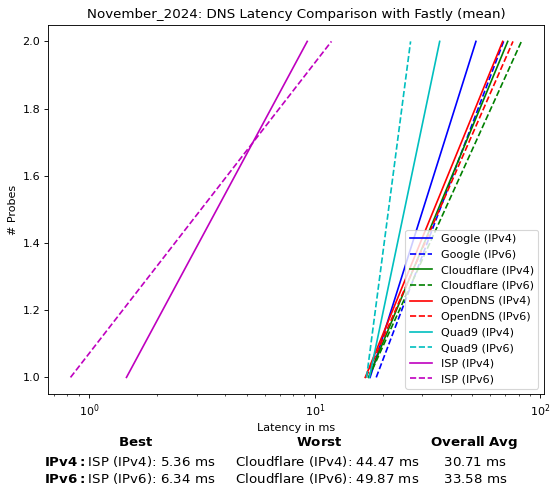 November_2024: DNS Latency Comparison with Fastly (mean)
2.0
1.8
1.6
1.4
1.2
1.0
# Probes
Google (IPv4)
Google (IPv6)
Cloudflare (IPv4)
Cloudflare (IPv6)
OpenDNS (IPv4)
OpenDNS (IPv6)
Quad9 (IPv4)
Quad9 (IPv6)
ISP (IPv4)
ISP (IPv6)
10⁰ 10¹ 10²
Latency in ms
Best Worst Overall Avg
IPv4: ISP (IPv4): 5.36 ms Cloudflare (IPv4): 44.47 ms 30.71 ms
IPv6: ISP (IPv6): 6.34 ms Cloudflare (IPv6): 49.87 ms 33.58 ms